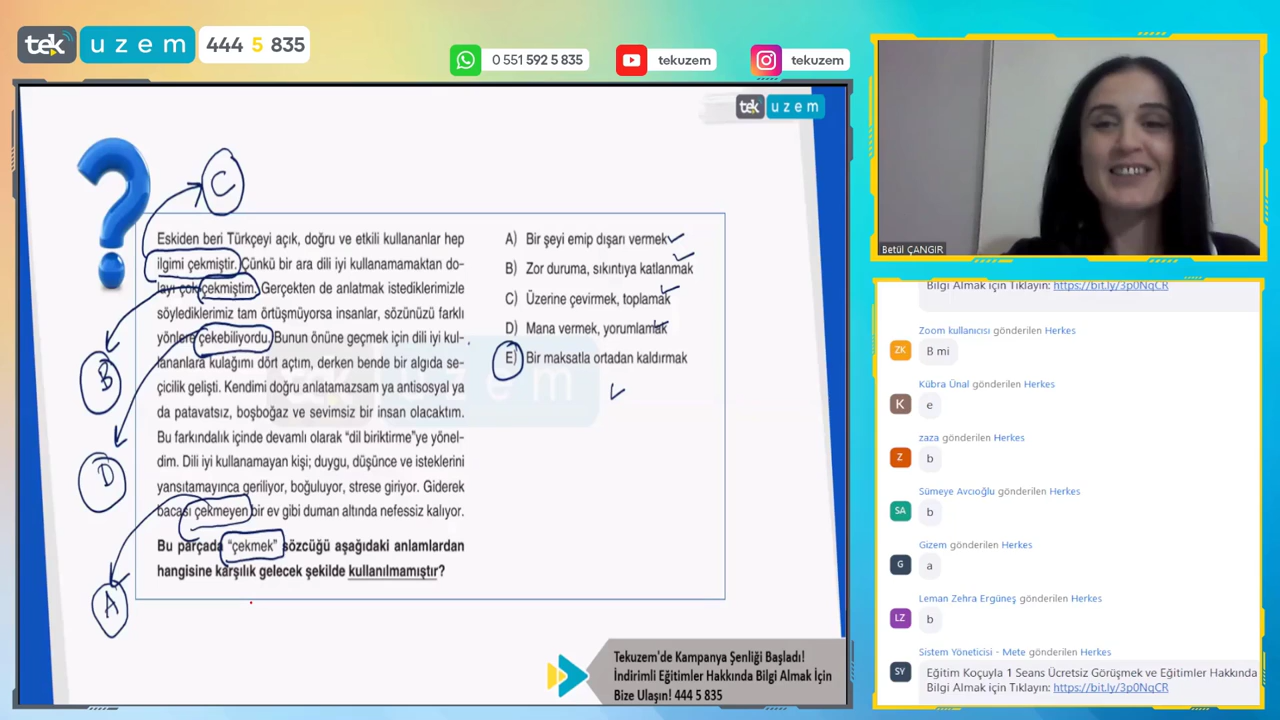 tek uzem 444 5 835
0 551 592 5 835
tekuzem
tekuzem
tek uzem
C
Eskiden beri Türkçeyi açık, doğru ve etkili kullananlar hep
ilgimi çekmiştir. Çünkü bir ara dili iyi kullanamamaktan do-
layı çok çekmiştim. Gerçekten de anlatmak istediklerimizle
söylediklerimiz tam örtüşmüyorsa insanlar, sözünüzü farklı
yönlere çekebiliyordu. Bunun önüne geçmek için dili iyi kul-
lananlara kulağımı dört açtım, derken bende bir algıda se-
çicilik gelişti. Kendimi doğru anlatamazsam ya antisosyal ya
da patavatsız, boşboğaz ve sevimsiz bir insan olacaktım.
Bu farkındalık içinde devamlı olarak “dil biriktirme”ye yönel-
dim. Dili iyi kullanamayan kişi; duygu, düşünce ve isteklerini
yansıtamayınca geriliyor, boğuluyor, strese giriyor. Giderek
bacası çekmeyen bir ev gibi duman altında nefessiz kalıyor.
Bu parçada “çekmek” sözcüğü aşağıdaki anlamlardan
hangisine karşılık gelecek şekilde kullanılmamıştır?
B
D
A
A) Bir şeyi emip dışarı vermek
B) Zor duruma, sıkıntıya katlanmak
C) Üzerine çevirmek, toplamak
D) Mana vermek, yorumlamak
E) Bir maksatla ortadan kaldırmak
tek uzem
Tekuzem'de Kampanya Şenliği Başladı!
İndirimli Eğitimler Hakkında Bilgi Almak İçin
Bize Ulaşın! 444 5 835
Betül ÇANGIR
Bilgi Almak için Tıklayın: https://bit.ly/3p0NqCR
Zoom kullanıcısı gönderilen Herkes
ZK B mi
Kübra Ünal gönderilen Herkes
K e
zaza gönderilen Herkes
Z b
Sümeye Avcıoğlu gönderilen Herkes
SA b
Gizem gönderilen Herkes
G a
Leman Zehra Ergüneş gönderilen Herkes
LZ b
Sistem Yöneticisi - Mete gönderilen Herkes
SY Eğitim Koçuyla 1 Seans Ücretsiz Görüşmek ve Eğitimler Hakkında
Bilgi Almak için Tıklayın: https://bit.ly/3p0NqCR